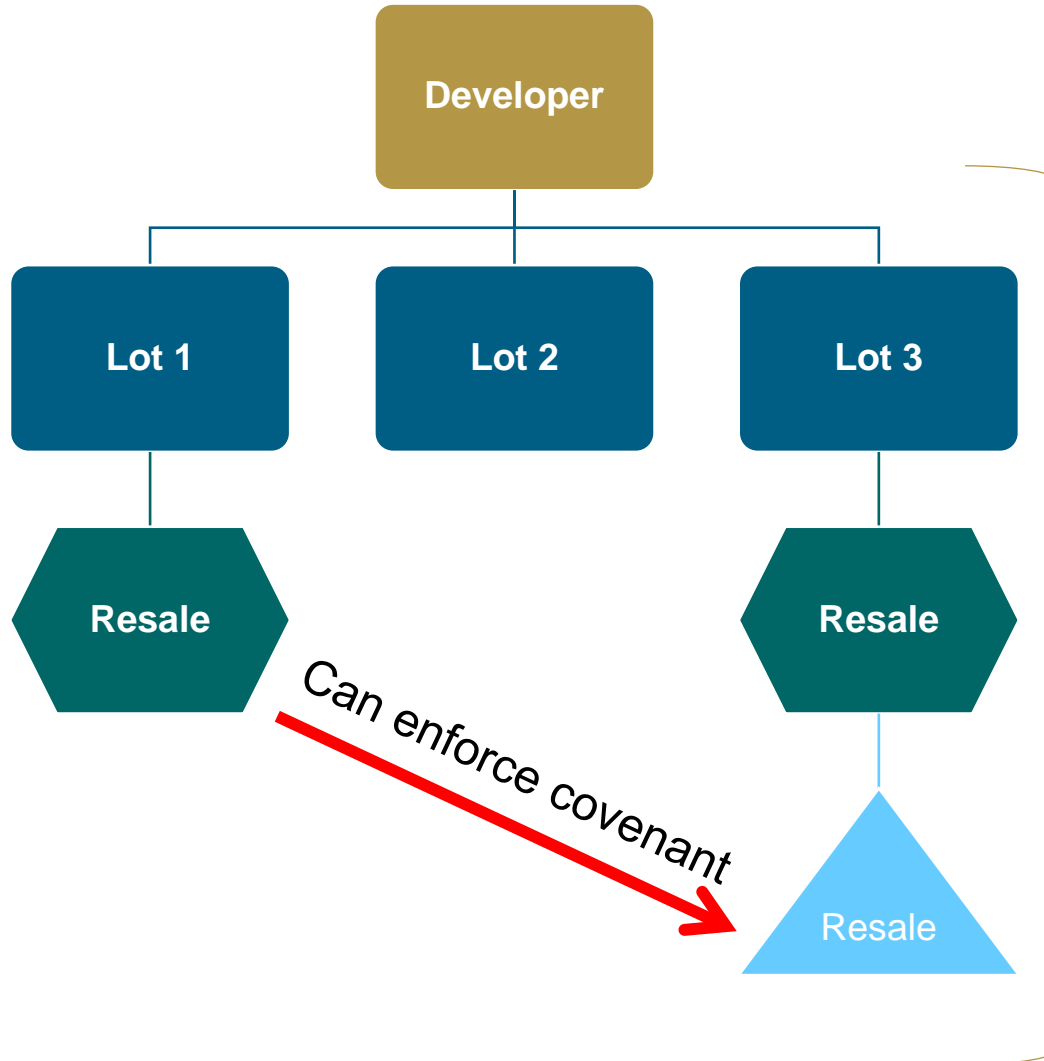 Developer
Lot 1
Lot 2
Lot 3
Resale
Resale
Can enforce covenant
Resale